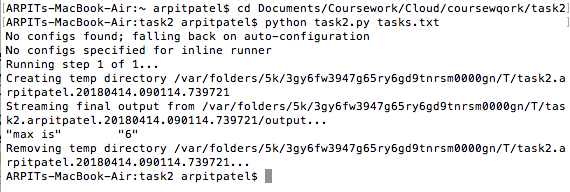 ARPITs-MacBook-Air:~ arpitpatel$ cd Documents/Coursework/Cloud/coursewqork/task2
ARPITs-MacBook-Air:task2 arpitpatel$ python task2.py tasks.txt
No configs found; falling back on auto-configuration
No configs specified for inline runner
Running step 1 of 1...
Creating temp directory /var/folders/5k/3gy6fw3947g65ry6gd9tnrsm0000gn/T/task2.a
rpitpatel.20180414.090114.739721
Streaming final output from /var/folders/5k/3gy6fw3947g65ry6gd9tnrsm0000gn/T/tas
k2.arpitpatel.20180414.090114.739721/output...
"max is"	"6"
Removing temp directory /var/folders/5k/3gy6fw3947g65ry6gd9tnrsm0000gn/T/task2.a
rpitpatel.20180414.090114.739721...
ARPITs-MacBook-Air:task2 arpitpatel$